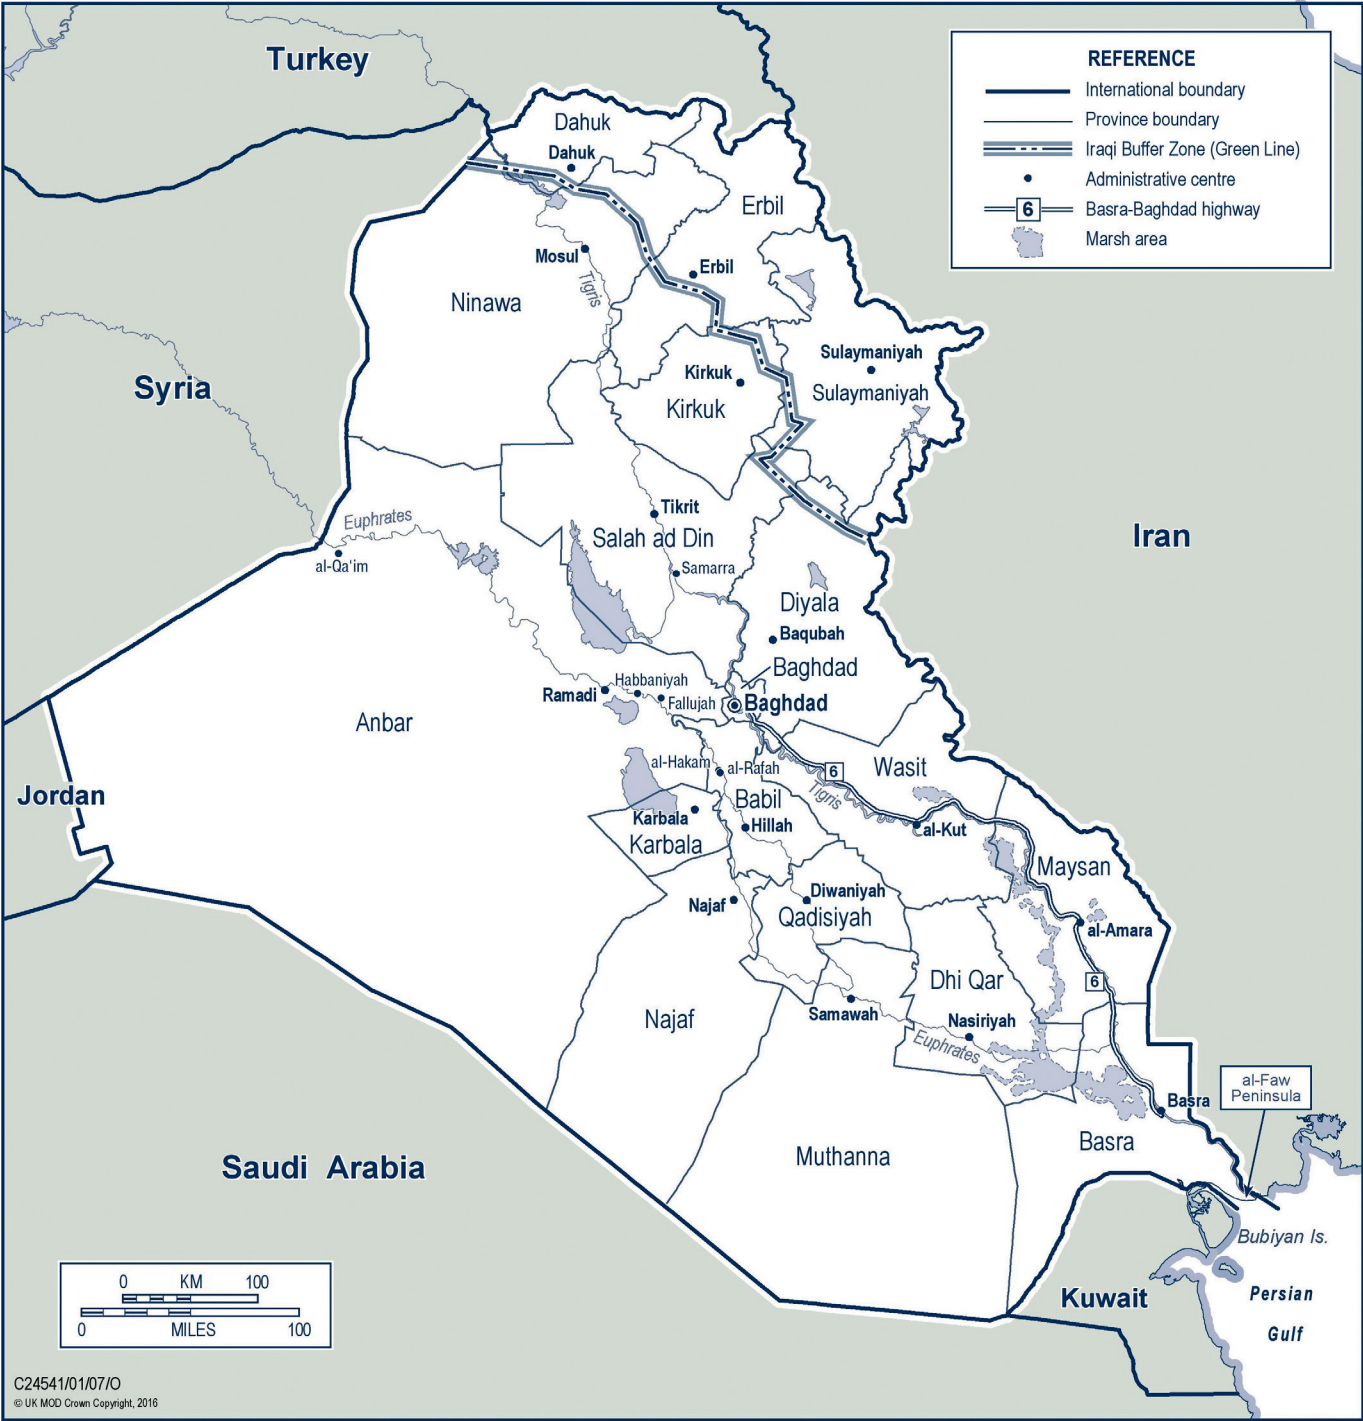 Turkey
REFERENCE
International boundary
Province boundary
Iraqi Buffer Zone (Green Line)
Administrative centre
6
Basra-Baghdad highway
Marsh area
Dahuk
Dahuk
Erbil
Mosul
Erbil
Tigris
Ninawa
Sulaymaniyah
Kirkuk
Syria
Sulaymaniyah
Kirkuk
Tikrit
Euphrates
Salah ad Din
Iran
al-Qa'im
Samarra
Diyala
Baqubah
Baghdad
Habbaniyah
Ramadi
Fallujah
Baghdad
Anbar
al-Hakam
al-Rafah
6
Wasit
Jordan
Tigris
Babil
Karbala
Hillah
al-Kut
Karbala
Maysan
Diwaniyah
Najaf
Qadisiyah
al-Amara
Dhi Qar
6
Samawah
Nasiriyah
Najaf
Euphrates
al-Faw
Peninsula
Basra
Basra
Muthanna
Saudi Arabia
Bubiyan Is.
Kuwait
Persian
Gulf
0 KM 100
0 MILES 100
C24541/01/07/O
© UK MOD Crown Copyright, 2016